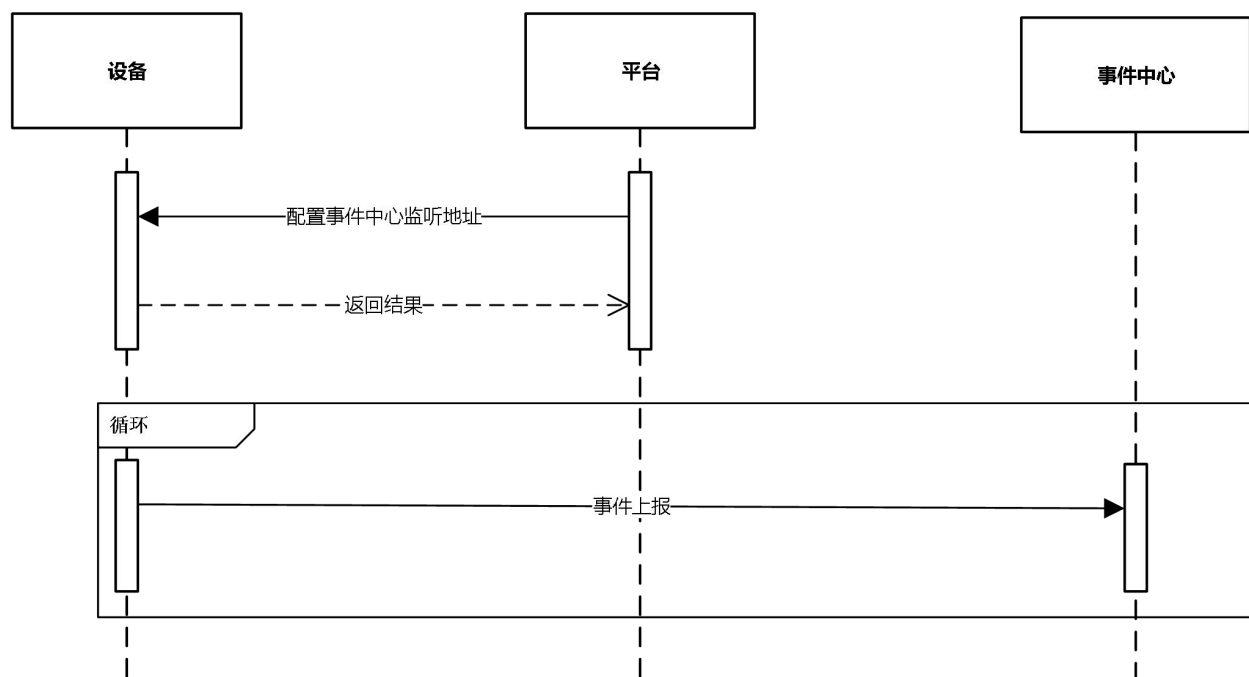 设备
平台
事件中心
配置事件中心监听地址
返回结果
循环
事件上报